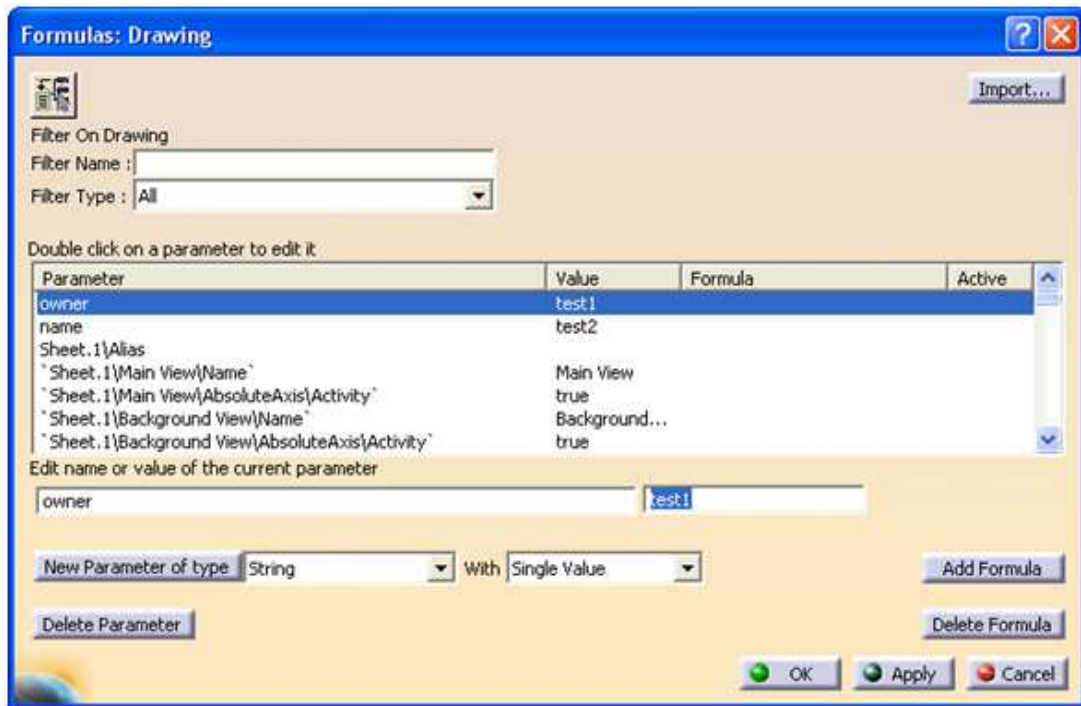 Formulas: Drawing
Import...
Filter On Drawing
Filter Name :
Filter Type : All
Double click on a parameter to edit it
Parameter Value Formula Active
owner test1
name test2
Sheet.1\Alias
`Sheet.1\Main View\Name` Main View
`Sheet.1\Main View\AbsoluteAxis\Activity` true
`Sheet.1\Background View\Name` Background...
`Sheet.1\Background View\AbsoluteAxis\Activity` true
Edit name or value of the current parameter
owner test1
New Parameter of type String With Single Value Add Formula
Delete Parameter Delete Formula
OK Apply Cancel